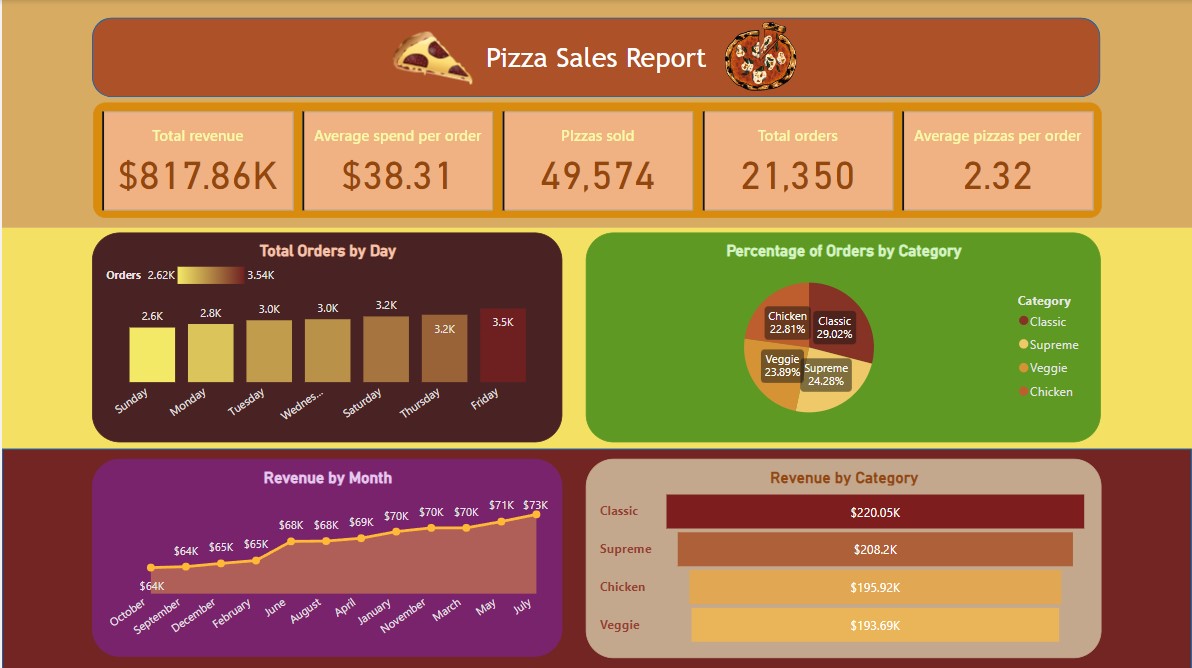 Pizza Sales Report
Total revenue
$817.86K
Average spend per order
$38.31
PIzzas sold
49,574
Total orders
21,350
Average pizzas per order
2.32
Total Orders by Day
Orders 2.62K 3.54K
2.6K
2.8K
3.0K
3.0K
3.2K
3.2K
3.5K
Sunday
Monday
Tuesday
Wednes...
Saturday
Thursday
Friday
Percentage of Orders by Category
Chicken
22.81%
Classic
29.02%
Veggie
23.89%
Supreme
24.28%
Category
Classic
Supreme
Veggie
Chicken
Revenue by Month
$64K
$64K
$65K
$65K
$68K
$68K
$69K
$70K
$70K
$70K
$71K
$73K
October
September
December
February
June
August
April
January
November
March
May
July
Revenue by Category
Classic $220.05K
Supreme $208.2K
Chicken $195.92K
Veggie $193.69K